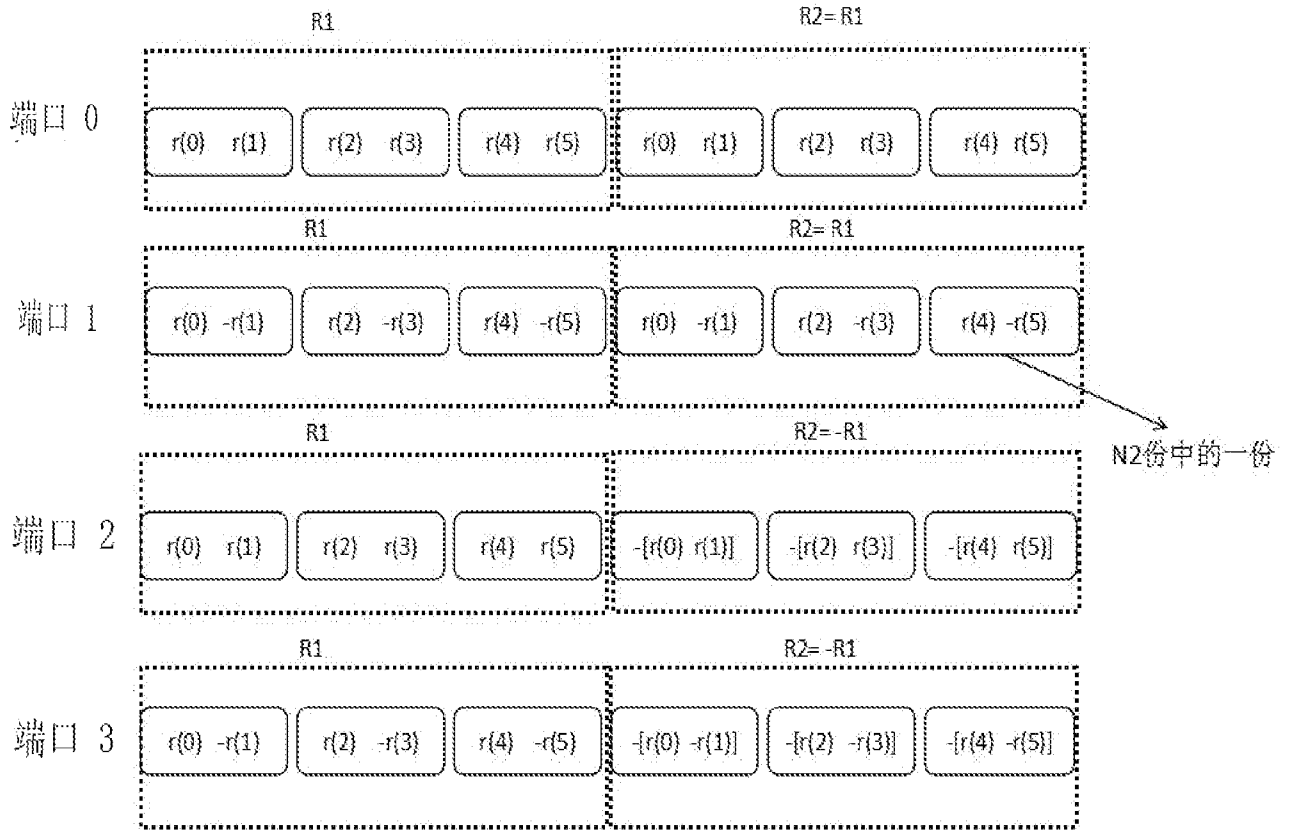 R1 R2= R1
端口 0
r(0) r(1) r(2) r(3) r(4) r(5) r(0) r(1) r(2) r(3) r(4) r(5)
R1 R2= R1
端口 1
r(0) -r(1) r(2) -r(3) r(4) -r(5) r(0) -r(1) r(2) -r(3) r(4) -r(5)
N2份中的一份
R1 R2= -R1
端口 2
r(0) r(1) r(2) r(3) r(4) r(5) -[r(0) r(1)] -[r(2) r(3)] -[r(4) r(5)]
R1 R2= -R1
端口 3
r(0) -r(1) r(2) -r(3) r(4) -r(5) -[r(0) -r(1)] -[r(2) -r(3)] -[r(4) -r(5)]